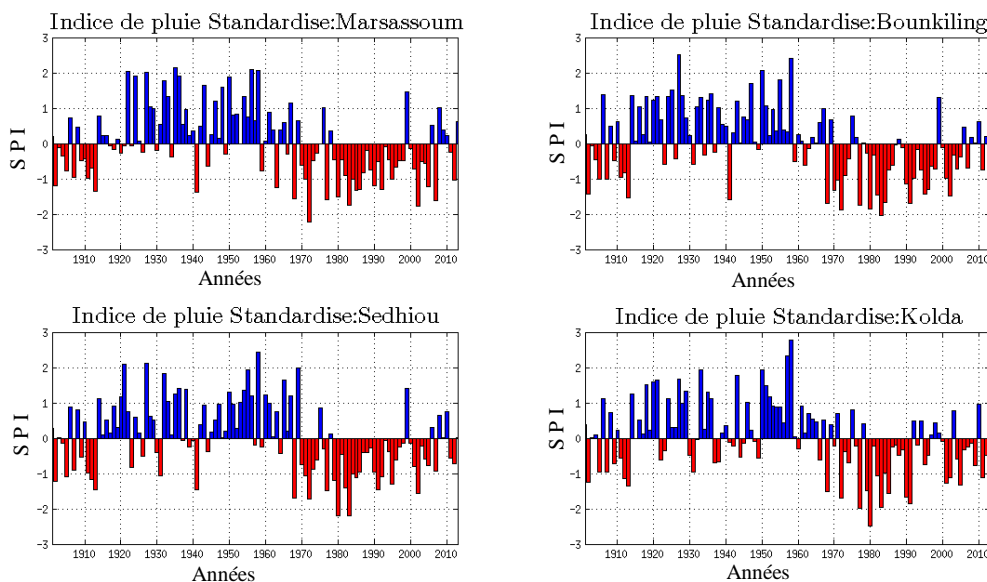 Indice de pluie Standardise:Marsassoum
3
2
1
0
-1
-2
-3
S P I
1910 1920 1930 1940 1950 1960 1970 1980 1990 2000 2010
Années
Indice de pluie Standardise:Bounkiling
3
2
1
0
-1
-2
-3
S P I
1910 1920 1930 1940 1950 1960 1970 1980 1990 2000 2010
Années
Indice de pluie Standardise:Sedhiou
3
2
1
0
-1
-2
-3
S P I
1910 1920 1930 1940 1950 1960 1970 1980 1990 2000 2010
Années
Indice de pluie Standardise:Kolda
3
2
1
0
-1
-2
-3
S P I
1910 1920 1930 1940 1950 1960 1970 1980 1990 2000 2010
Années